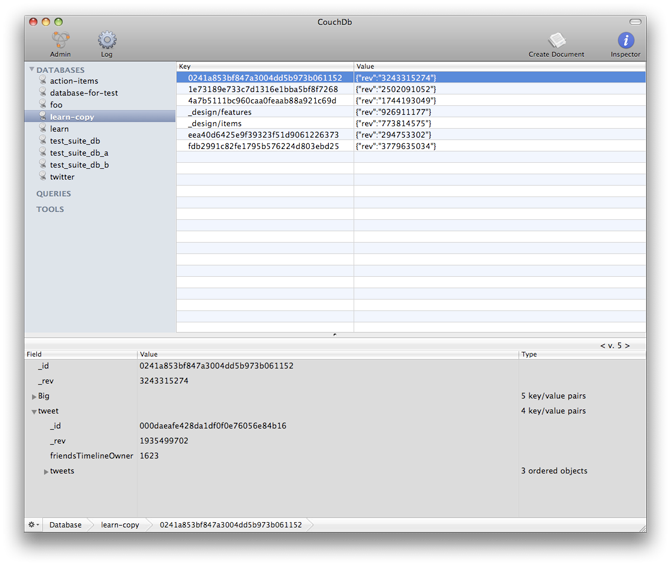 CouchDb
Admin Log Create Document Inspector
DATABASES
action-items
database-for-test
foo
learn-copy
learn
test_suite_db
test_suite_db_a
test_suite_db_b
twitter
QUERIES
TOOLS
Key Value
0241a853bf847a3004dd5b973b061152 {"rev":"3243315274"}
1e73189e733c7d1316e1bba5bf8f7268 {"rev":"2502091052"}
4a7b5111bc960caa0feaab88a921c69d {"rev":"1744193049"}
_design/features {"rev":"926911177"}
_design/items {"rev":"773814575"}
eea40d6425e9f39323f51d9061226373 {"rev":"294753302"}
fdb2991c82fe1795b576224d803ebd25 {"rev":"3779635034"}
< v. 5 >
Field Value Type
_id 0241a853bf847a3004dd5b973b061152
_rev 3243315274
Big 5 key/value pairs
tweet 4 key/value pairs
_id 000daeafe428da1df0f0e76056e84b16
_rev 1935499702
friendsTimelineOwner 1623
tweets 3 ordered objects
Database learn-copy 0241a853bf847a3004dd5b973b061152